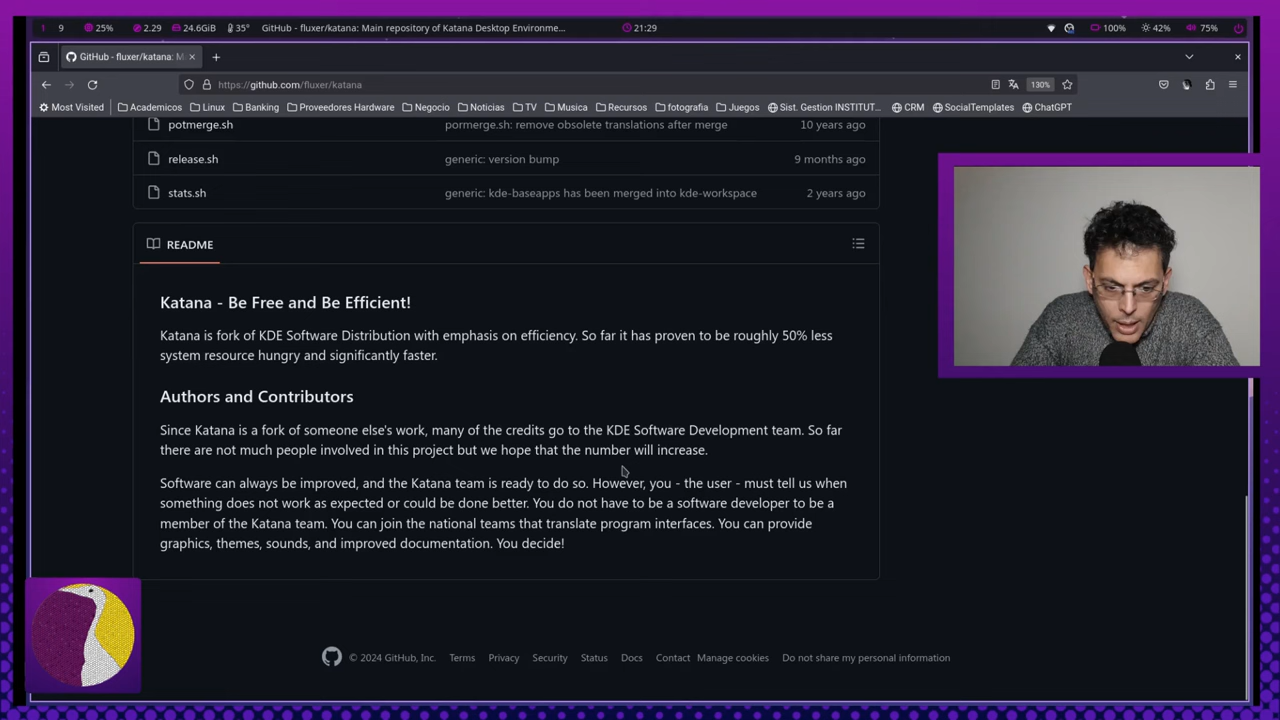 1 9 25% 2.29 24.6GiB 35° GitHub - fluxer/katana: Main repository of Katana Desktop Environme... 21:29 100% 42% 75%
GitHub - fluxer/katana: M
https://github.com/fluxer/katana 130%
Most Visited Academicos Linux Banking Proveedores Hardware Negocio Noticias TV Musica Recursos fotografia Juegos Sist. Gestion INSTITUT... CRM SocialTemplates ChatGPT
potmerge.sh pormerge.sh: remove obsolete translations after merge 10 years ago
release.sh generic: version bump 9 months ago
stats.sh generic: kde-baseapps has been merged into kde-workspace 2 years ago
README
Katana - Be Free and Be Efficient!
Katana is fork of KDE Software Distribution with emphasis on efficiency. So far it has proven to be roughly 50% less
system resource hungry and significantly faster.
Authors and Contributors
Since Katana is a fork of someone else's work, many of the credits go to the KDE Software Development team. So far
there are not much people involved in this project but we hope that the number will increase.
Software can always be improved, and the Katana team is ready to do so. However, you - the user - must tell us when
something does not work as expected or could be done better. You do not have to be a software developer to be a
member of the Katana team. You can join the national teams that translate program interfaces. You can provide
graphics, themes, sounds, and improved documentation. You decide!
© 2024 GitHub, Inc. Terms Privacy Security Status Docs Contact Manage cookies Do not share my personal information